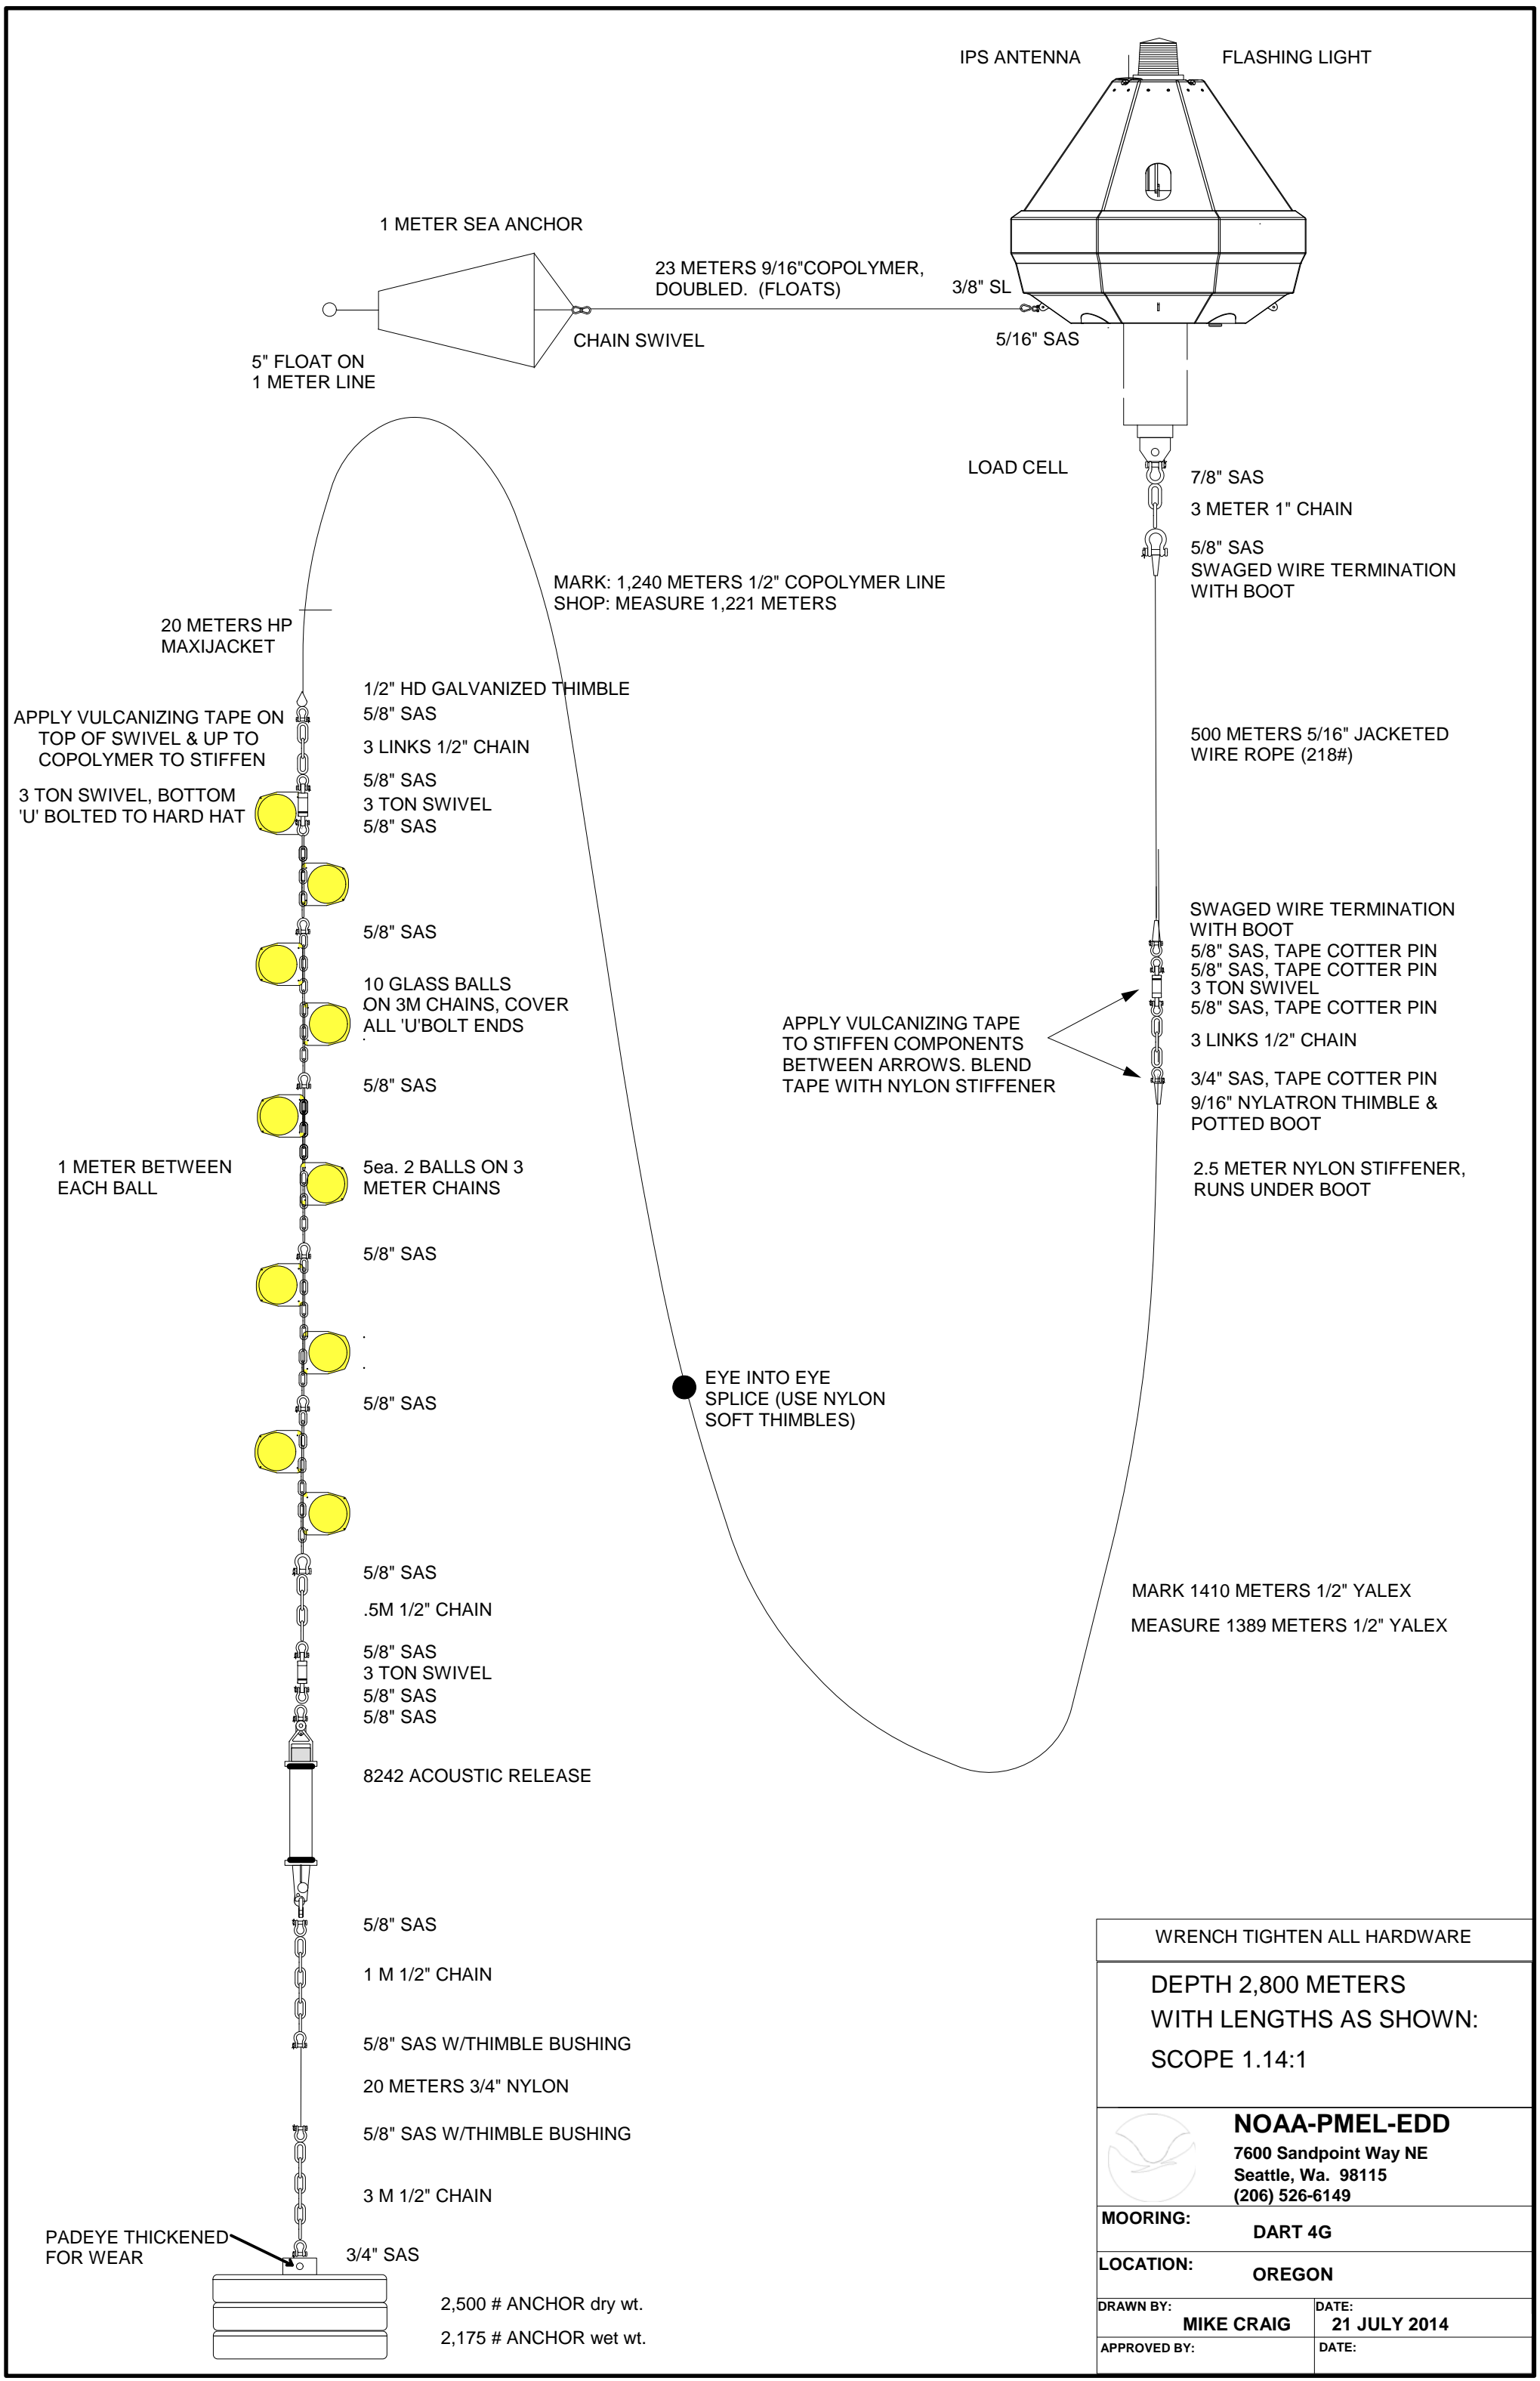 IPS ANTENNA
FLASHING LIGHT
1 METER SEA ANCHOR
23 METERS 9/16"COPOLYMER,
DOUBLED. (FLOATS)
3/8" SL
5/16" SAS
CHAIN SWIVEL
5" FLOAT ON
1 METER LINE
LOAD CELL
7/8" SAS
3 METER 1" CHAIN
5/8" SAS
SWAGED WIRE TERMINATION
WITH BOOT
MARK: 1,240 METERS 1/2" COPOLYMER LINE
SHOP: MEASURE 1,221 METERS
20 METERS HP
MAXIJACKET
1/2" HD GALVANIZED THIMBLE
5/8" SAS
APPLY VULCANIZING TAPE ON
TOP OF SWIVEL & UP TO
COPOLYMER TO STIFFEN
3 LINKS 1/2" CHAIN
5/8" SAS
3 TON SWIVEL, BOTTOM
'U' BOLTED TO HARD HAT
3 TON SWIVEL
5/8" SAS
500 METERS 5/16" JACKETED
WIRE ROPE (218#)
5/8" SAS
10 GLASS BALLS
ON 3M CHAINS, COVER
ALL 'U'BOLT ENDS
5/8" SAS
SWAGED WIRE TERMINATION
WITH BOOT
5/8" SAS, TAPE COTTER PIN
5/8" SAS, TAPE COTTER PIN
3 TON SWIVEL
5/8" SAS, TAPE COTTER PIN
3 LINKS 1/2" CHAIN
3/4" SAS, TAPE COTTER PIN
9/16" NYLATRON THIMBLE &
POTTED BOOT
APPLY VULCANIZING TAPE
TO STIFFEN COMPONENTS
BETWEEN ARROWS. BLEND
TAPE WITH NYLON STIFFENER
2.5 METER NYLON STIFFENER,
RUNS UNDER BOOT
1 METER BETWEEN
EACH BALL
5ea. 2 BALLS ON 3
METER CHAINS
5/8" SAS
5/8" SAS
EYE INTO EYE
SPLICE (USE NYLON
SOFT THIMBLES)
5/8" SAS
.5M 1/2" CHAIN
MARK 1410 METERS 1/2" YALEX
MEASURE 1389 METERS 1/2" YALEX
5/8" SAS
3 TON SWIVEL
5/8" SAS
5/8" SAS
8242 ACOUSTIC RELEASE
5/8" SAS
1 M 1/2" CHAIN
5/8" SAS W/THIMBLE BUSHING
20 METERS 3/4" NYLON
5/8" SAS W/THIMBLE BUSHING
3 M 1/2" CHAIN
PADEYE THICKENED
FOR WEAR
3/4" SAS
2,500 # ANCHOR dry wt.
2,175 # ANCHOR wet wt.
WRENCH TIGHTEN ALL HARDWARE
DEPTH 2,800 METERS
WITH LENGTHS AS SHOWN:
SCOPE 1.14:1
NOAA-PMEL-EDD
7600 Sandpoint Way NE
Seattle, Wa. 98115
(206) 526-6149
MOORING:
DART 4G
LOCATION:
OREGON
DRAWN BY:
MIKE CRAIG
DATE:
21 JULY 2014
APPROVED BY:
DATE: